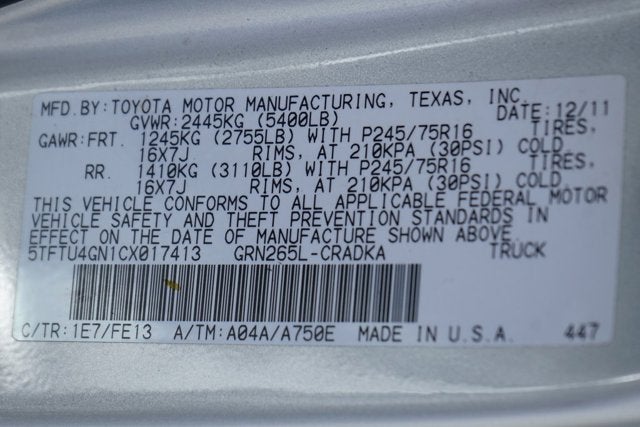 MFD.BY:TOYOTA MOTOR MANUFACTURING, TEXAS, INC.
GVWR:2445KG (5400LB) DATE:12/11
GAWR:FRT. 1245KG (2755LB) WITH P245/75R16 TIRES,
16X7J RIMS, AT 210KPA (30PSI) COLD
RR. 1410KG (3110LB) WITH P245/75R16 TIRES,
16X7J RIMS, AT 210KPA (30PSI) COLD
THIS VEHICLE CONFORMS TO ALL APPLICABLE FEDERAL MOTOR
VEHICLE SAFETY AND THEFT PREVENTION STANDARDS IN
EFFECT ON THE DATE OF MANUFACTURE SHOWN ABOVE.
5TFTU4GN1CX017413 GRN265L-CRADKA TRUCK
C/TR:1E7/FE13 A/TM:A04A/A750E MADE IN U.S.A. 447